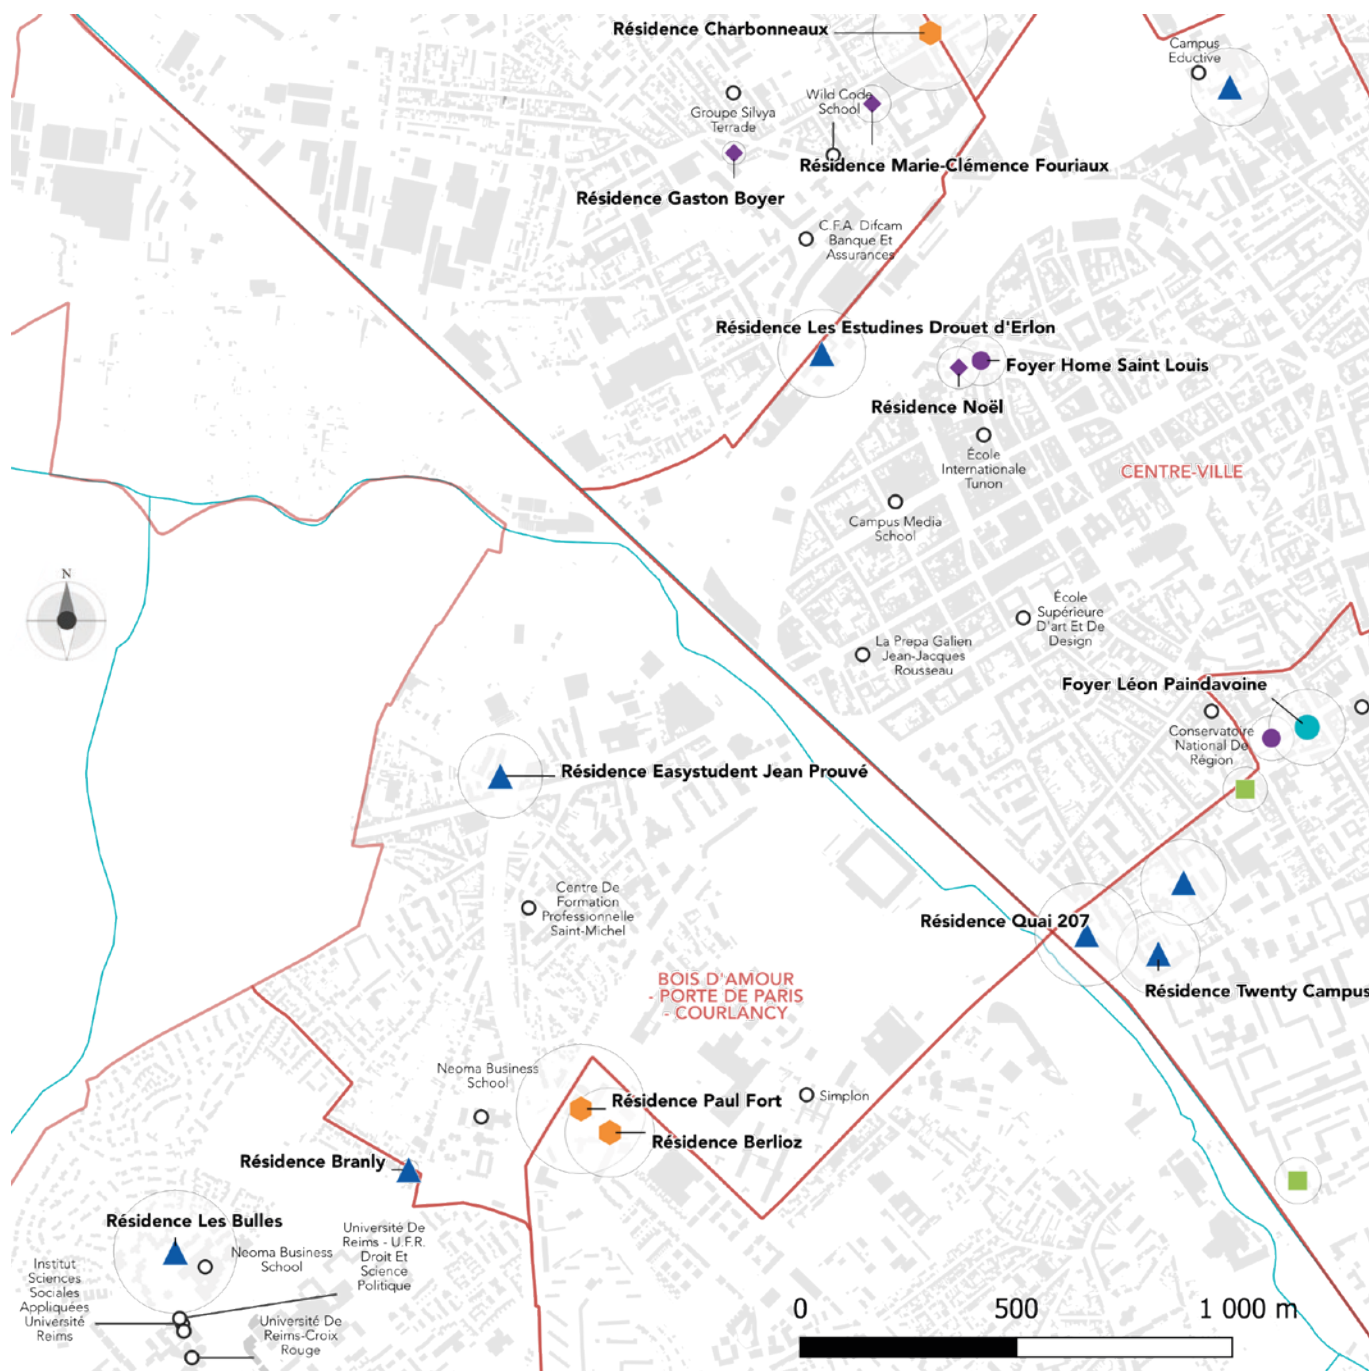 Résidence Charbonneaux
Campus
Eductive
Groupe Silvya
Terrade
Wild Code
School
Résidence Marie-Clémence Fouriaux
Résidence Gaston Boyer
C.F.A. Difcam
Banque Et
Assurances
Résidence Les Estudines Drouet d'Erlon
Foyer Home Saint Louis
Résidence Noël
École
Internationale
Tunon
CENTRE-VILLE
Campus Media
School
N
École
Supérieure
D'art Et De
Design
La Prepa Galien
Jean-Jacques
Rousseau
Foyer Léon Paindavoine
Conservatoire
National De
Région
Résidence Easystudent Jean Prouvé
Centre De
Formation
Professionnelle
Saint-Michel
Résidence Quai 207
BOIS D'AMOUR
- PORTE DE PARIS
- COURLANCY
Résidence Twenty Campus
Neoma Business
School
Résidence Paul Fort
Simplon
Résidence Berlioz
Résidence Branly
Résidence Les Bulles
Université De
Reims - U.F.R.
Droit Et
Science
Politique
Neoma Business
School
Institut
Sciences
Sociales
Appliquées
Université
Reims
Université De
Reims-Croix
Rouge
0 500 1 000 m